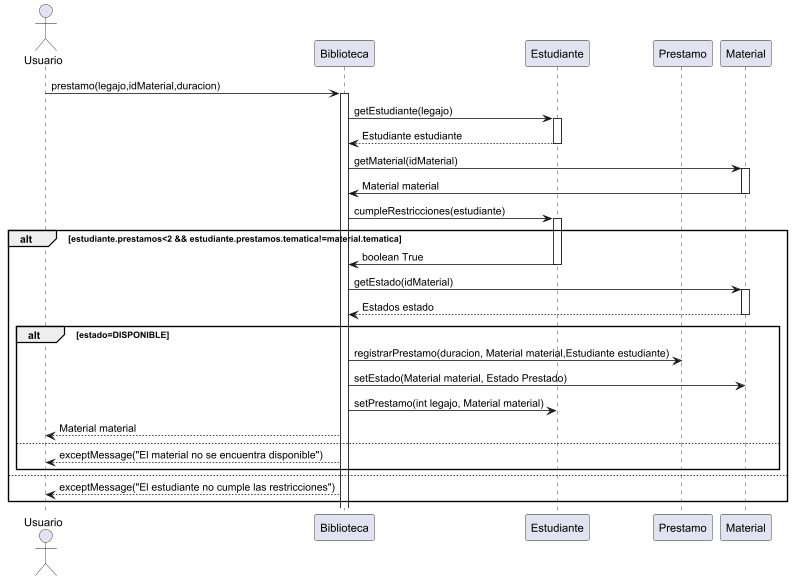 Usuario
Biblioteca
Estudiante
Prestamo
Material
prestamo(legajo,idMaterial,duracion)
getEstudiante(legajo)
Estudiante estudiante
getMaterial(idMaterial)
Material material
cumpleRestricciones(estudiante)
alt
[estudiante.prestamos<2 && estudiante.prestamos.tematica!=material.tematica]
boolean True
getEstado(idMaterial)
Estados estado
alt
[estado=DISPONIBLE]
registrarPrestamo(duracion, Material material,Estudiante estudiante)
setEstado(Material material, Estado Prestado)
setPrestamo(int legajo, Material material)
Material material
exceptMessage("El material no se encuentra disponible")
exceptMessage("El estudiante no cumple las restricciones")
Usuario
Biblioteca
Estudiante
Prestamo
Material